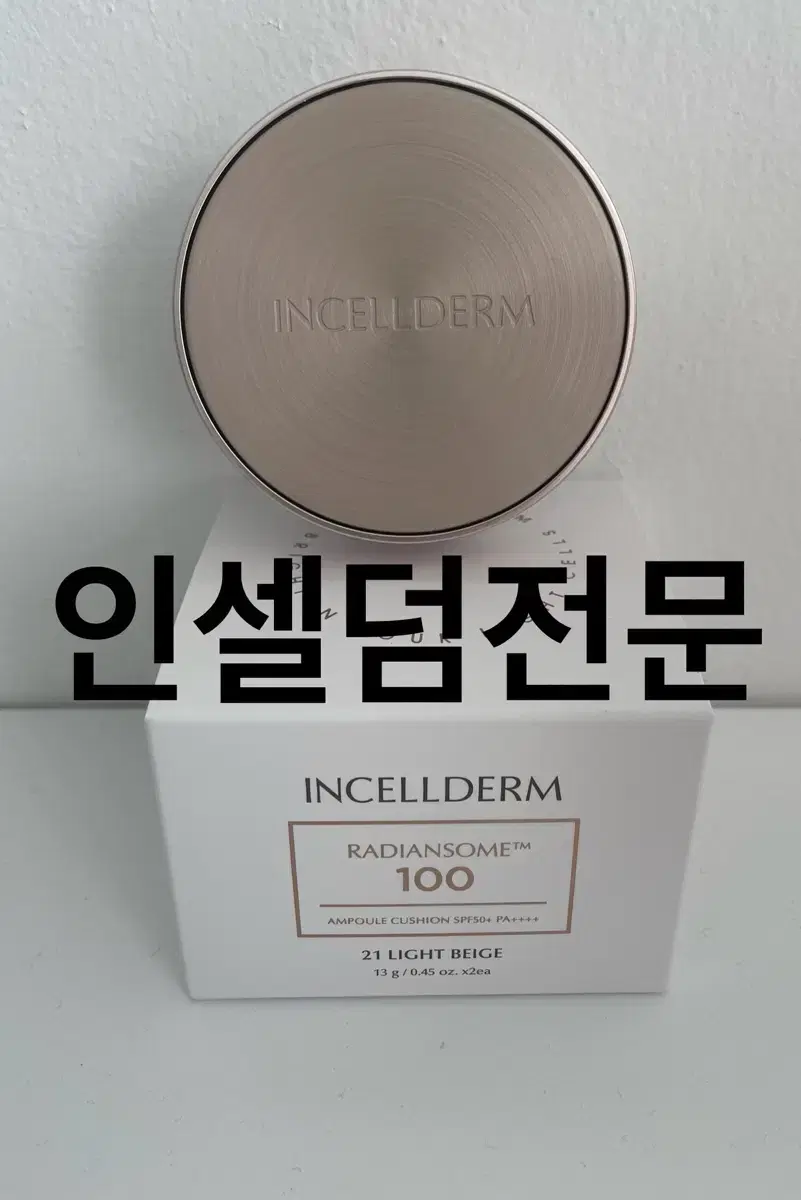 INCELLDERM
인셀덤전문
INCELLDERM
RADIANSOME™
100
AMPOULE CUSHION SPF50+ PA++++
21 LIGHT BEIGE
13 g / 0.45 oz. x2ea